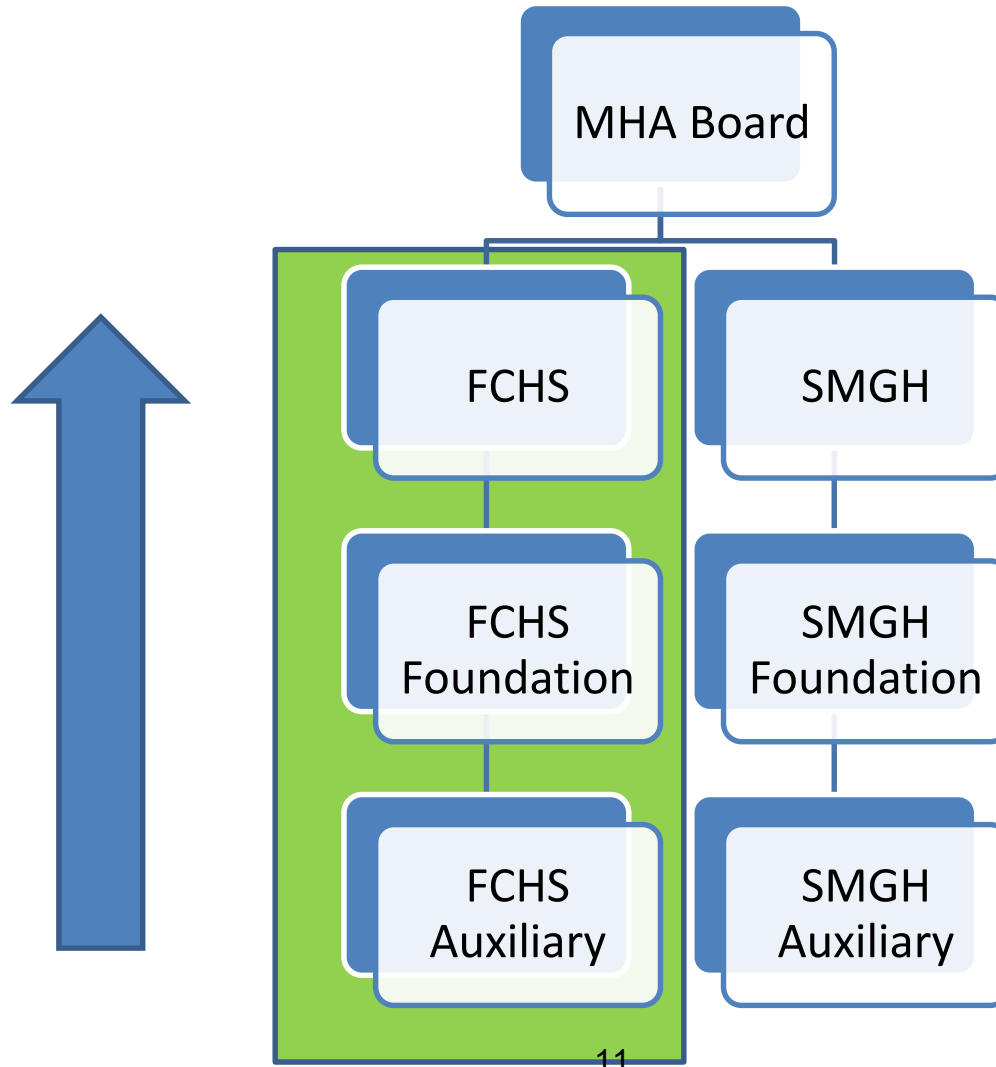 MHA Board
FCHS
SMGH
FCHS
Foundation
SMGH
Foundation
FCHS
Auxiliary
SMGH
Auxiliary
11